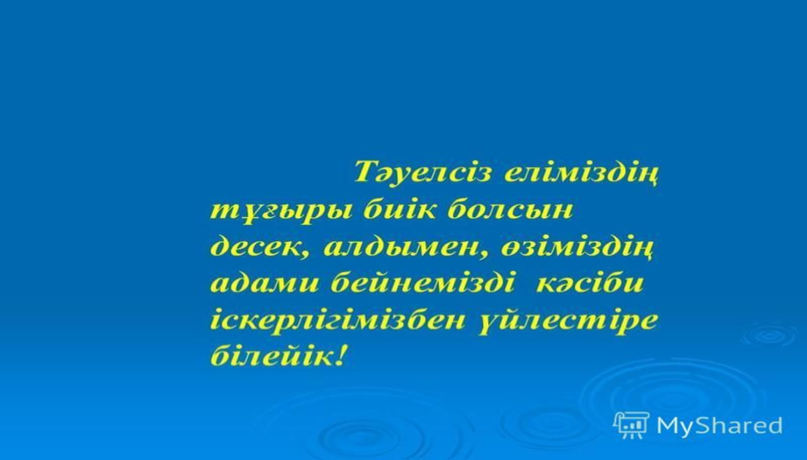 Тәуелсіз еліміздің
тұғыры биік болсын
десек, алдымен, өзіміздің
адами бейнемізді кәсіби
іскерлігімізбен үйлестіре
білейік!
MyShared